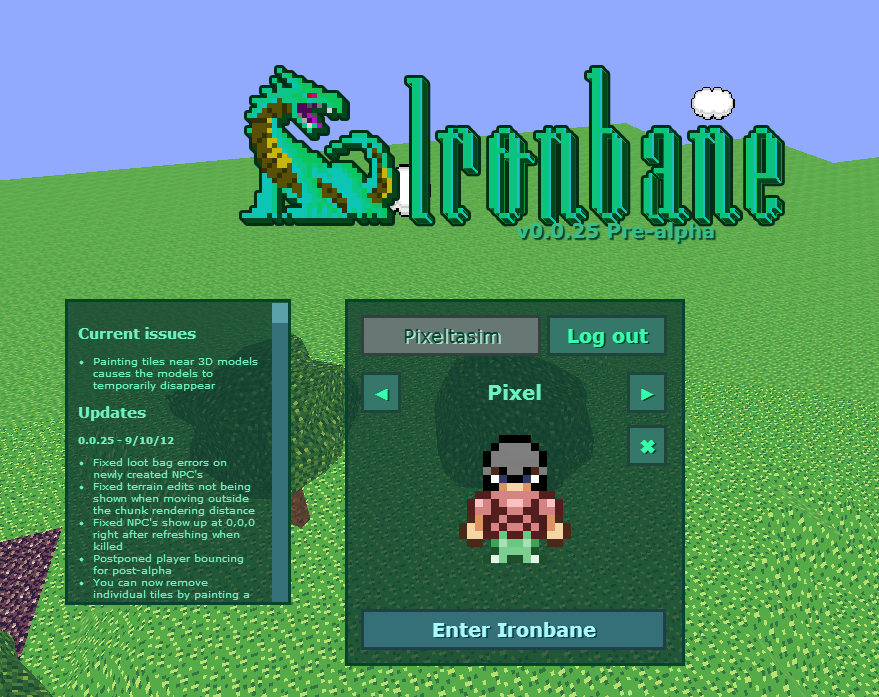 Ironbane
v0.0.25 Pre-alpha
Current issues
Painting tiles near 3D models
causes the models to
temporarily disappear
Updates
0.0.25 - 9/10/12
Fixed loot bag errors on
newly created NPC's
Fixed terrain edits not being
shown when moving outside
the chunk rendering distance
Fixed NPC's show up at 0,0,0
right after refreshing when
killed
Postponed player bouncing
for post-alpha
You can now remove
individual tiles by painting a
Pixeltasim
Log out
Pixel
Enter Ironbane